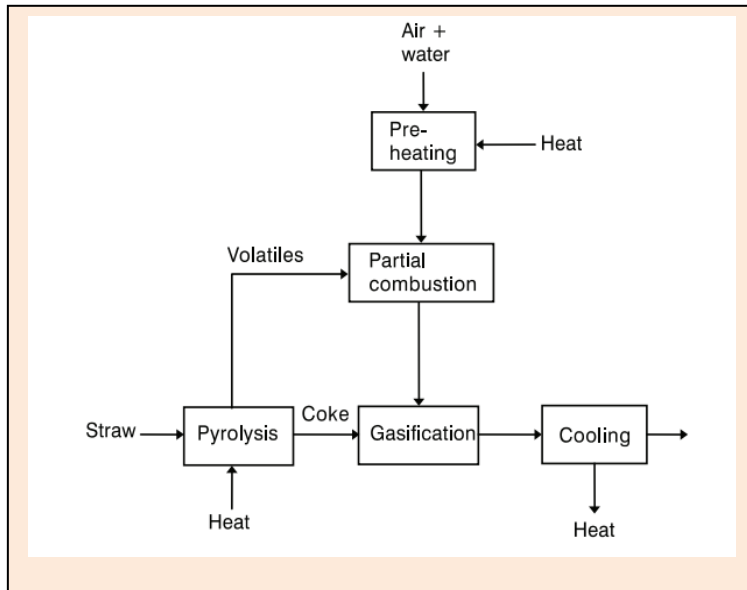 Air +
water
Pre-
heating
Heat
Volatiles
Partial
combustion
Straw
Pyrolysis
Coke
Gasification
Cooling
Heat
Heat